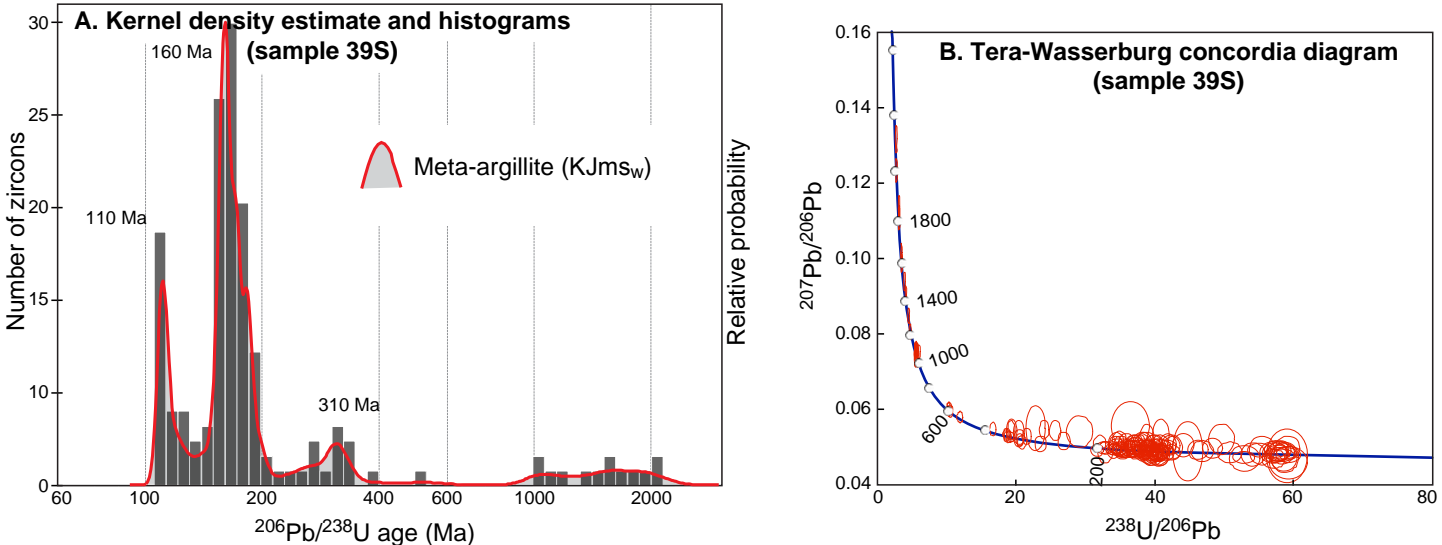 A. Kernel density estimate and histograms
(sample 39S)
Number of zircons
30
25
20
15
10
5
0
160 Ma
110 Ma
310 Ma
Meta-argillite (KJmsw)
Relative probability
60 100 200 400 600 1000 2000
206Pb/238U age (Ma)
B. Tera-Wasserburg concordia diagram
(sample 39S)
207Pb/206Pb
0.16
0.14
0.12
0.10
0.08
0.06
0.04
1800
1400
1000
600
200
0 20 40 60 80
238U/206Pb